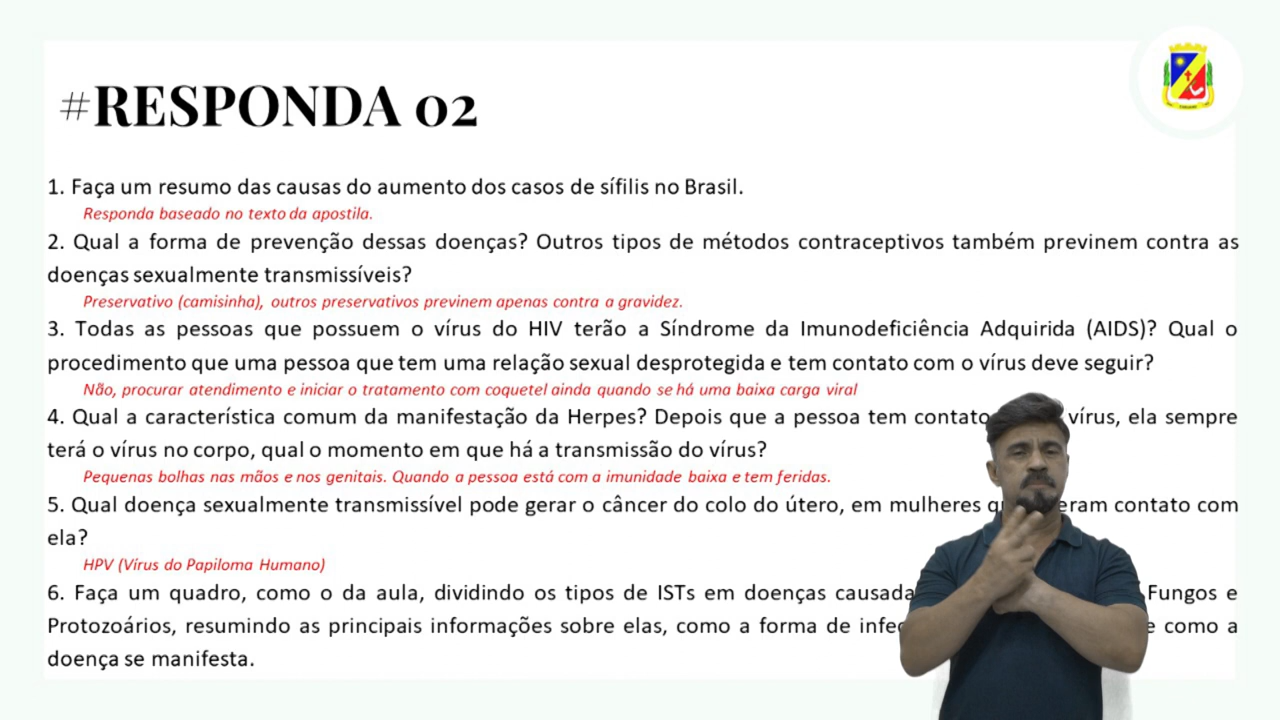 #RESPONDA 02
1. Faça um resumo das causas do aumento dos casos de sífilis no Brasil.
Responda baseado no texto da apostila.
2. Qual a forma de prevenção dessas doenças? Outros tipos de métodos contraceptivos também previnem contra as
doenças sexualmente transmissíveis?
Preservativo (camisinha), outros preservativos previnem apenas contra a gravidez.
3. Todas as pessoas que possuem o vírus do HIV terão a Síndrome da Imunodeficiência Adquirida (AIDS)? Qual o
procedimento que uma pessoa que tem uma relação sexual desprotegida e tem contato com o vírus deve seguir?
Não, procurar atendimento e iniciar o tratamento com coquetel ainda quando se há uma baixa carga viral
4. Qual a característica comum da manifestação da Herpes? Depois que a pessoa tem contato vírus, ela sempre
terá o vírus no corpo, qual o momento em que há a transmissão do vírus?
Pequenas bolhas nas mãos e nos genitais. Quando a pessoa está com a imunidade baixa e tem feridas.
5. Qual doença sexualmente transmissível pode gerar o câncer do colo do útero, em mulheres contato com
ela?
HPV (Vírus do Papiloma Humano)
6. Faça um quadro, como o da aula, dividindo os tipos de ISTs em doenças Fungos e
Protozoários, resumindo as principais informações sobre elas, como a forma de e como a
doença se manifesta.